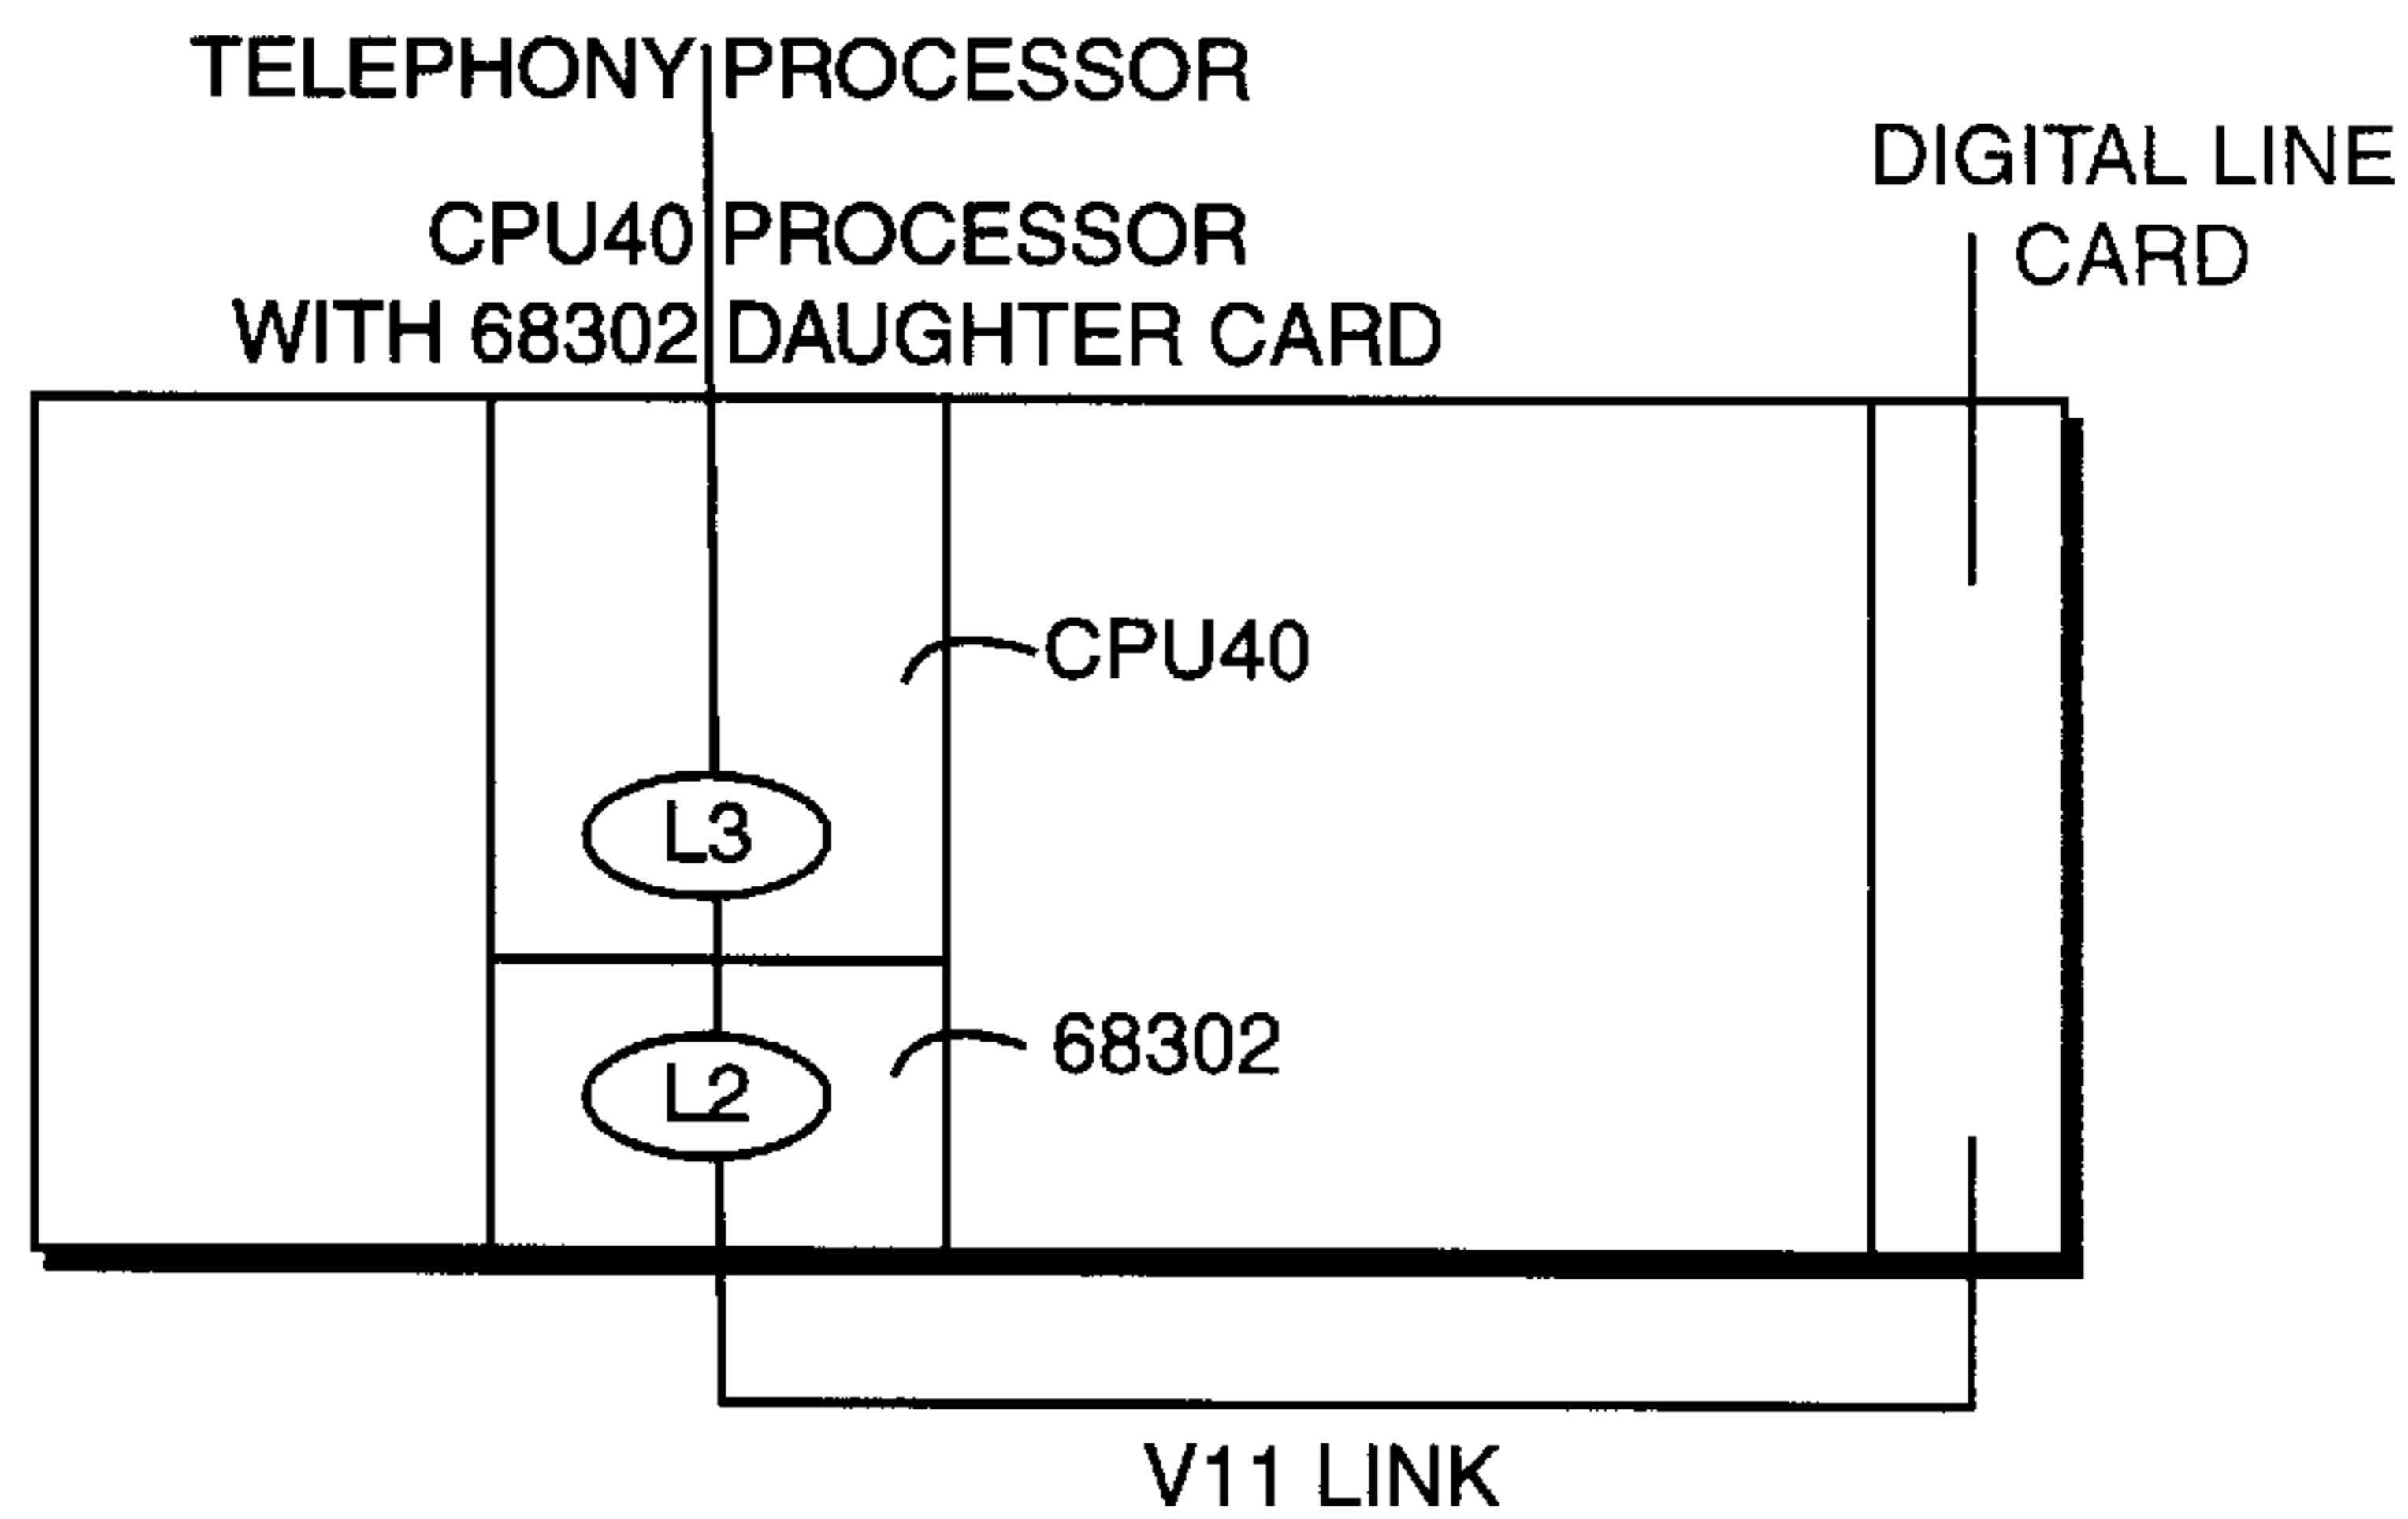 TELEPHONY PROCESSOR
CPU40 PROCESSOR
WITH 68302 DAUGHTER CARD
DIGITAL LINE
CARD
CPU40
L3
68302
L2
V11 LINK